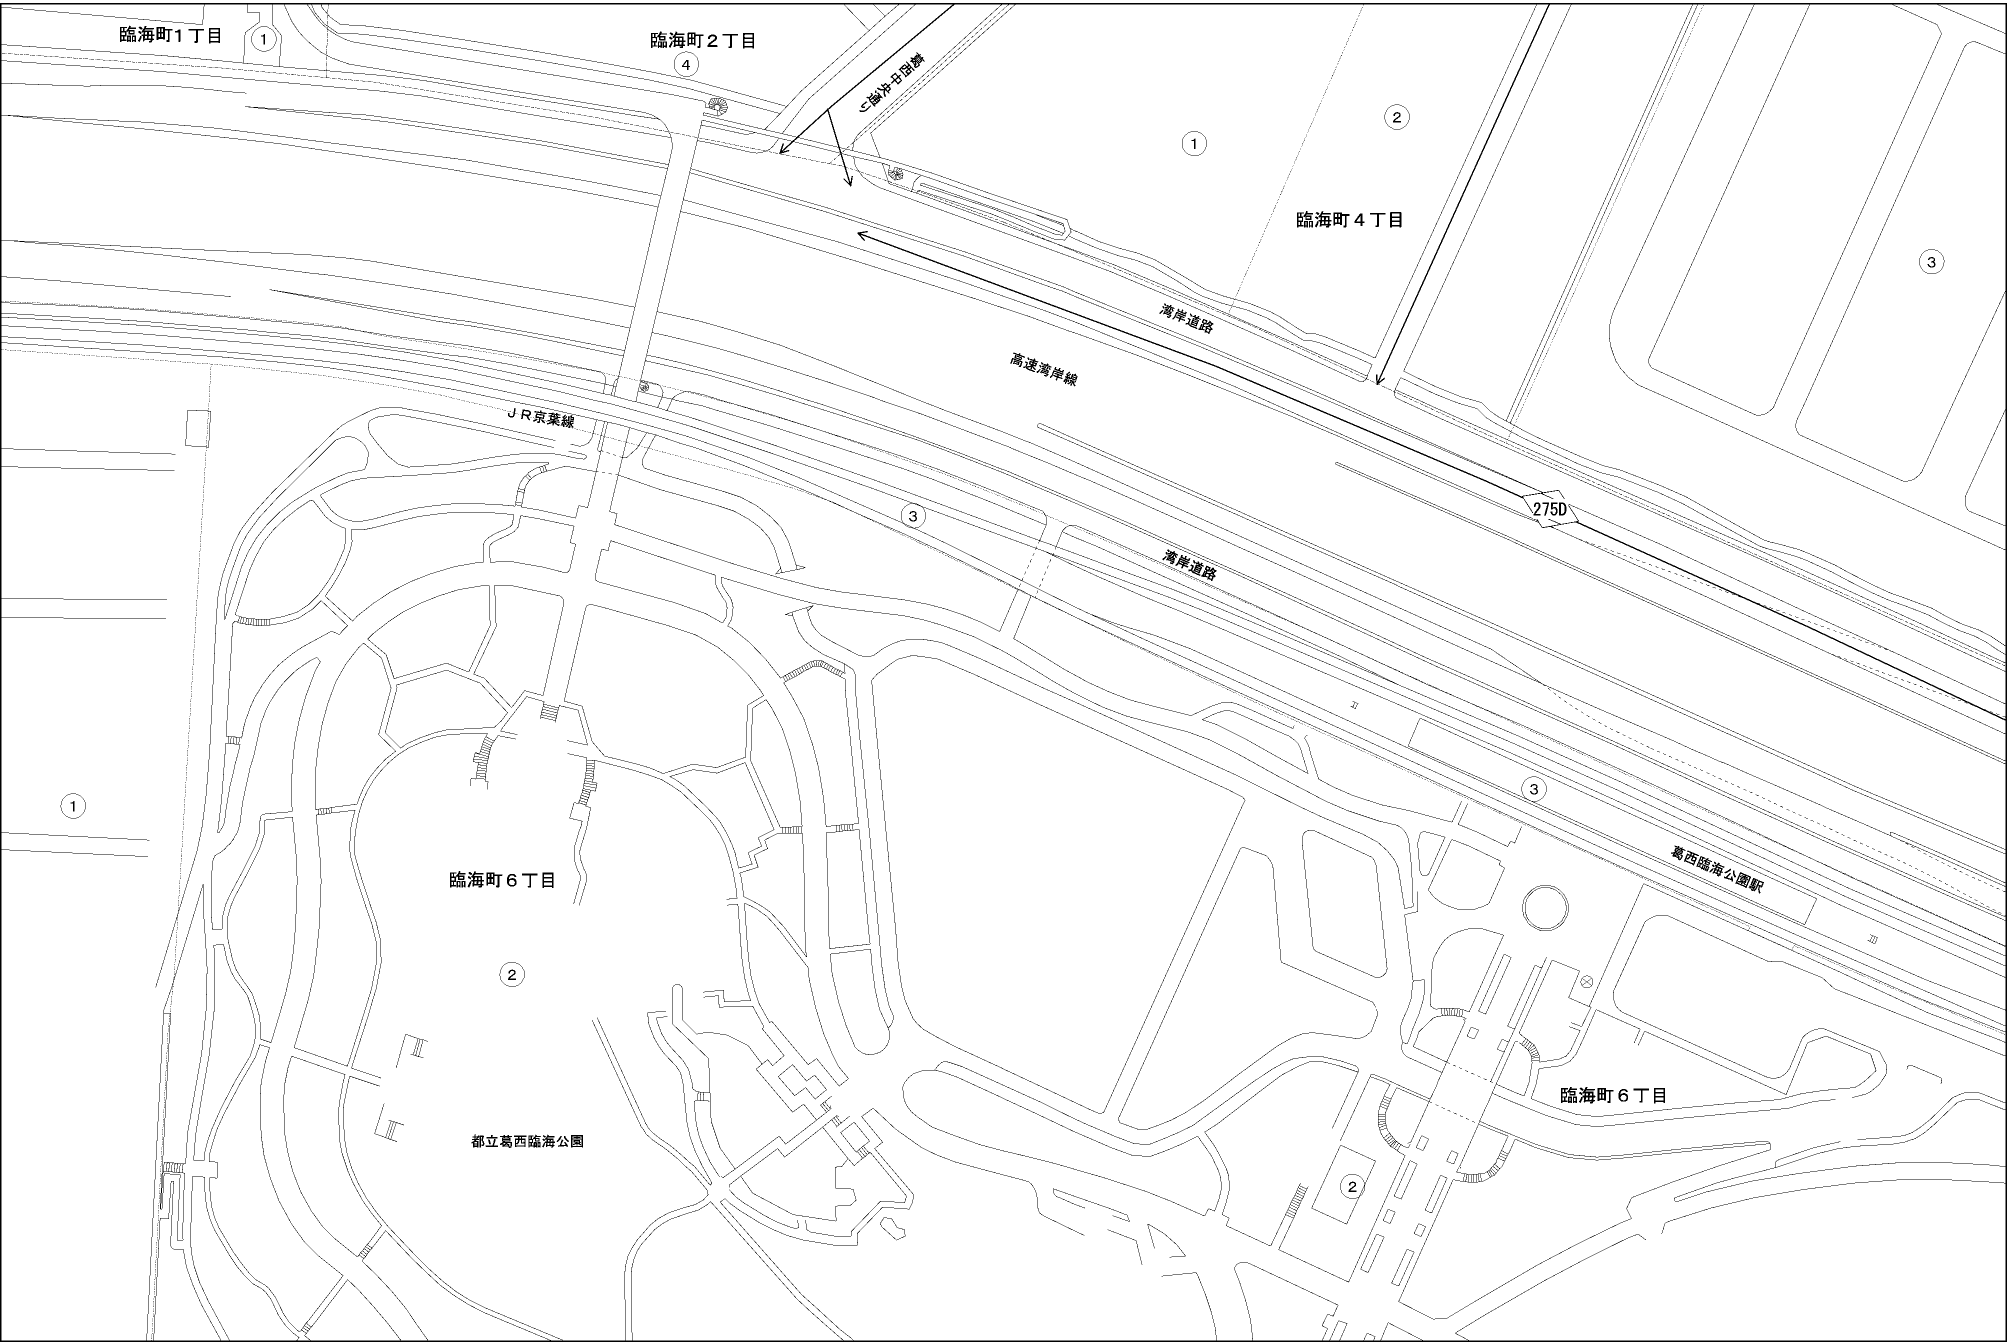 臨海町1丁目
①
臨海町2丁目
④
葛西中央通り
①
②
臨海町4丁目
③
湾岸道路
高速湾岸線
JR京葉線
275D
③
湾岸道路
③
①
葛西臨海公園駅
臨海町6丁目
②
臨海町6丁目
都立葛西臨海公園
②